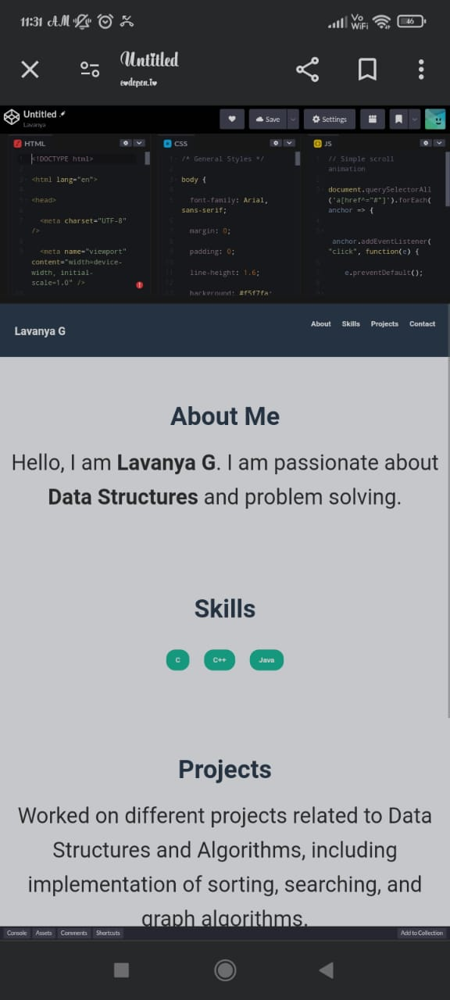 11:31 AM
Vo
WiFi
46
Untitled
codepen.io
Untitled
Lavanya
Save
Settings
HTML
1 <!DOCTYPE html>
<html lang="en">
<head>
<meta charset="UTF-8"
/>
<meta name="viewport"
content="width=device-
width, initial-
scale=1.0" />
CSS
/* General Styles */
body {
font-family: Arial,
sans-serif;
margin: 0;
padding: 0;
line-height: 1.6;
background: #f5f7fa;
JS
// Simple scroll
animation
document.querySelectorAll
('a[href^="#"]').forEach(
anchor => {
anchor.addEventListener(
"click", function(e) {
e.preventDefault();
Lavanya G
About Skills Projects Contact
About Me
Hello, I am Lavanya G. I am passionate about
Data Structures and problem solving.
Skills
C C++ Java
Projects
Worked on different projects related to Data
Structures and Algorithms, including
implementation of sorting, searching, and
graph algorithms.
Console Assets Comments Shortcuts Add to Collection